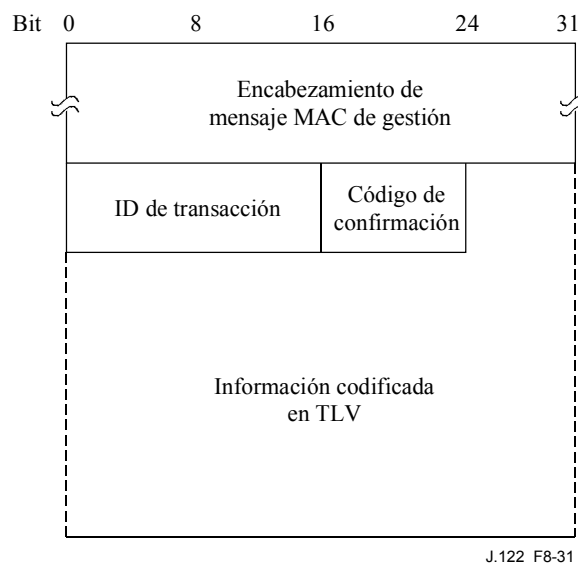 Bit 0 8 16 24 31
Encabezamiento de
mensaje MAC de gestión
ID de transacción
Código de
confirmación
Información codificada
en TLV
J.122 F8-31